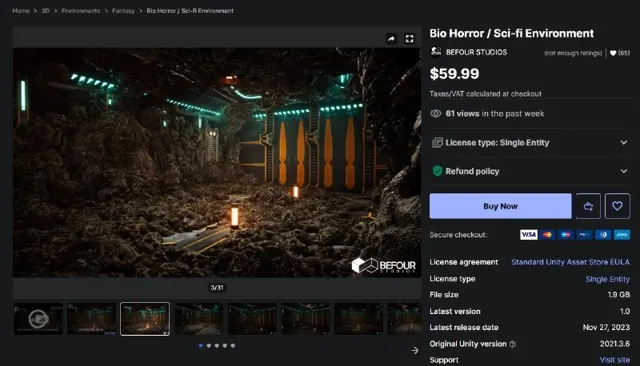 Home > 3D > Environments > Fantasy > Bio Horror / Sci-fi Environment
Bio Horror / Sci-fi Environment
BEFOUR STUDIOS
(not enough ratings) | (65)
$59.99
Taxes/VAT calculated at checkout
61 views in the past week
License type: Single Entity
Refund policy
Buy Now
Secure checkout:
VISA
BEFOUR
STUDIOS
3/31
License agreement Standard Unity Asset Store EULA
License type Single Entity
File size 1.9 GB
Latest version 1.0
Latest release date Nov 27, 2023
Original Unity version 2021.3.6
Support Visit site